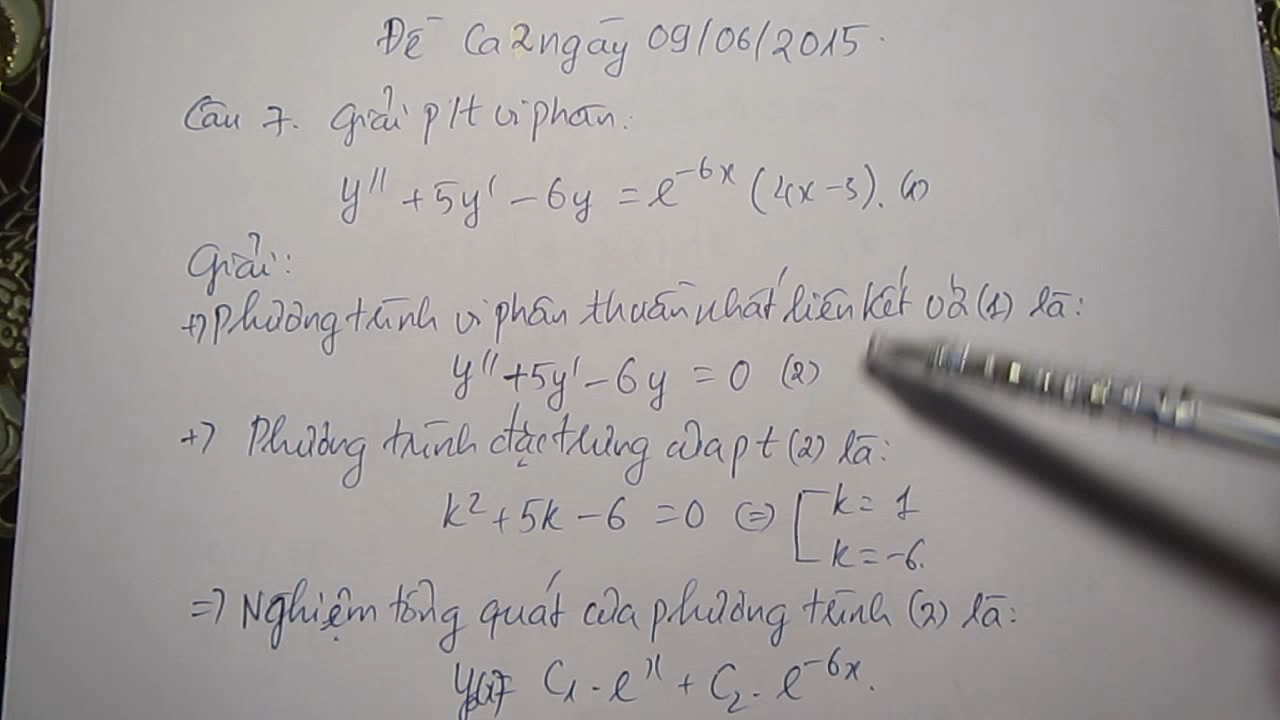 Đề Ca 2 ngày 09/06/2015.
Câu 7. Giải p/t vi phân:
y'' + 5y' - 6y = e^{-6x} (4x - 3). (1)
Giải:
+) Phương trình vi phân thuần nhất liên kết với (1) là:
y'' + 5y' - 6y = 0 (2)
+) Phương trình đặc trưng của pt (2) là:
k² + 5k - 6 = 0 <=> [ k = 1
k = -6.
=> Nghiệm tổng quát của phương trình (2) là:
y(x) = C₁ . e^x + C₂ . e^{-6x}.